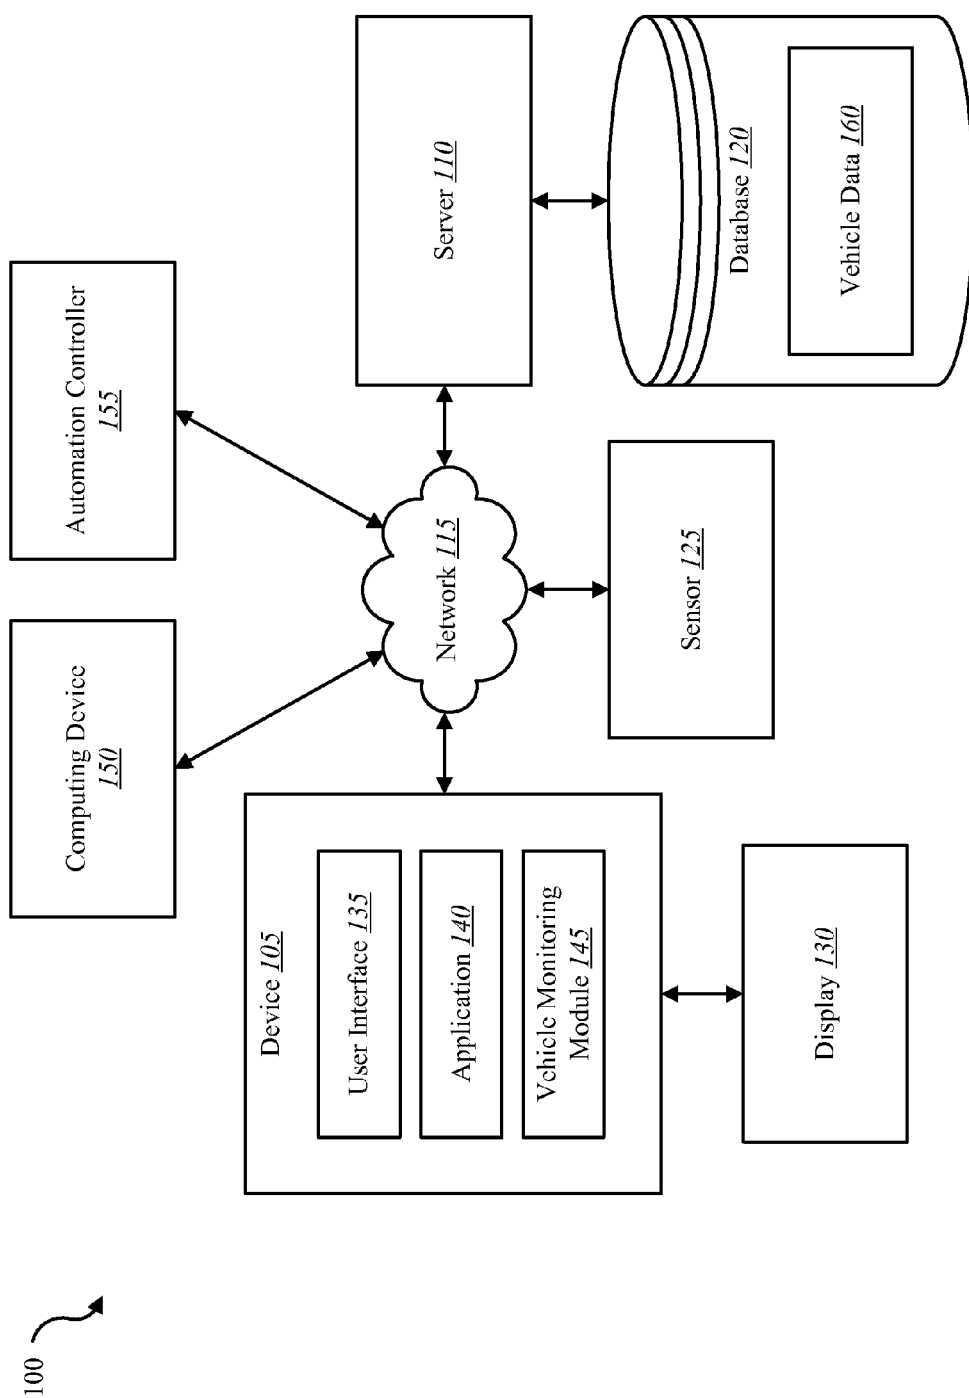 100
Computing Device
150
Automation Controller
155
Device 105
User Interface 135
Application 140
Vehicle Monitoring
Module 145
Network 115
Server 110
Sensor 125
Display 130
Database 120
Vehicle Data 160